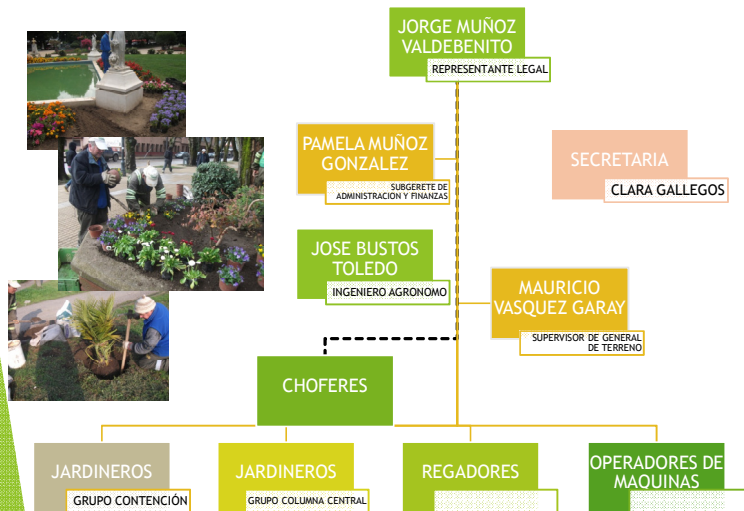 JORGE MUÑOZ
VALDEBENITO
REPRESENTANTE LEGAL
PAMELA MUÑOZ
GONZALEZ
SUBGERETE DE
ADMINISTRACION Y FINANZAS
SECRETARIA
CLARA GALLEGOS
JOSE BUSTOS
TOLEDO
INGENIERO AGRONOMO
MAURICIO
VASQUEZ GARAY
SUPERVISOR DE GENERAL
DE TERRENO
CHOFERES
JARDINEROS
GRUPO CONTENCIÓN
JARDINEROS
GRUPO COLUMNA CENTRAL
REGADORES
OPERADORES DE
MAQUINAS